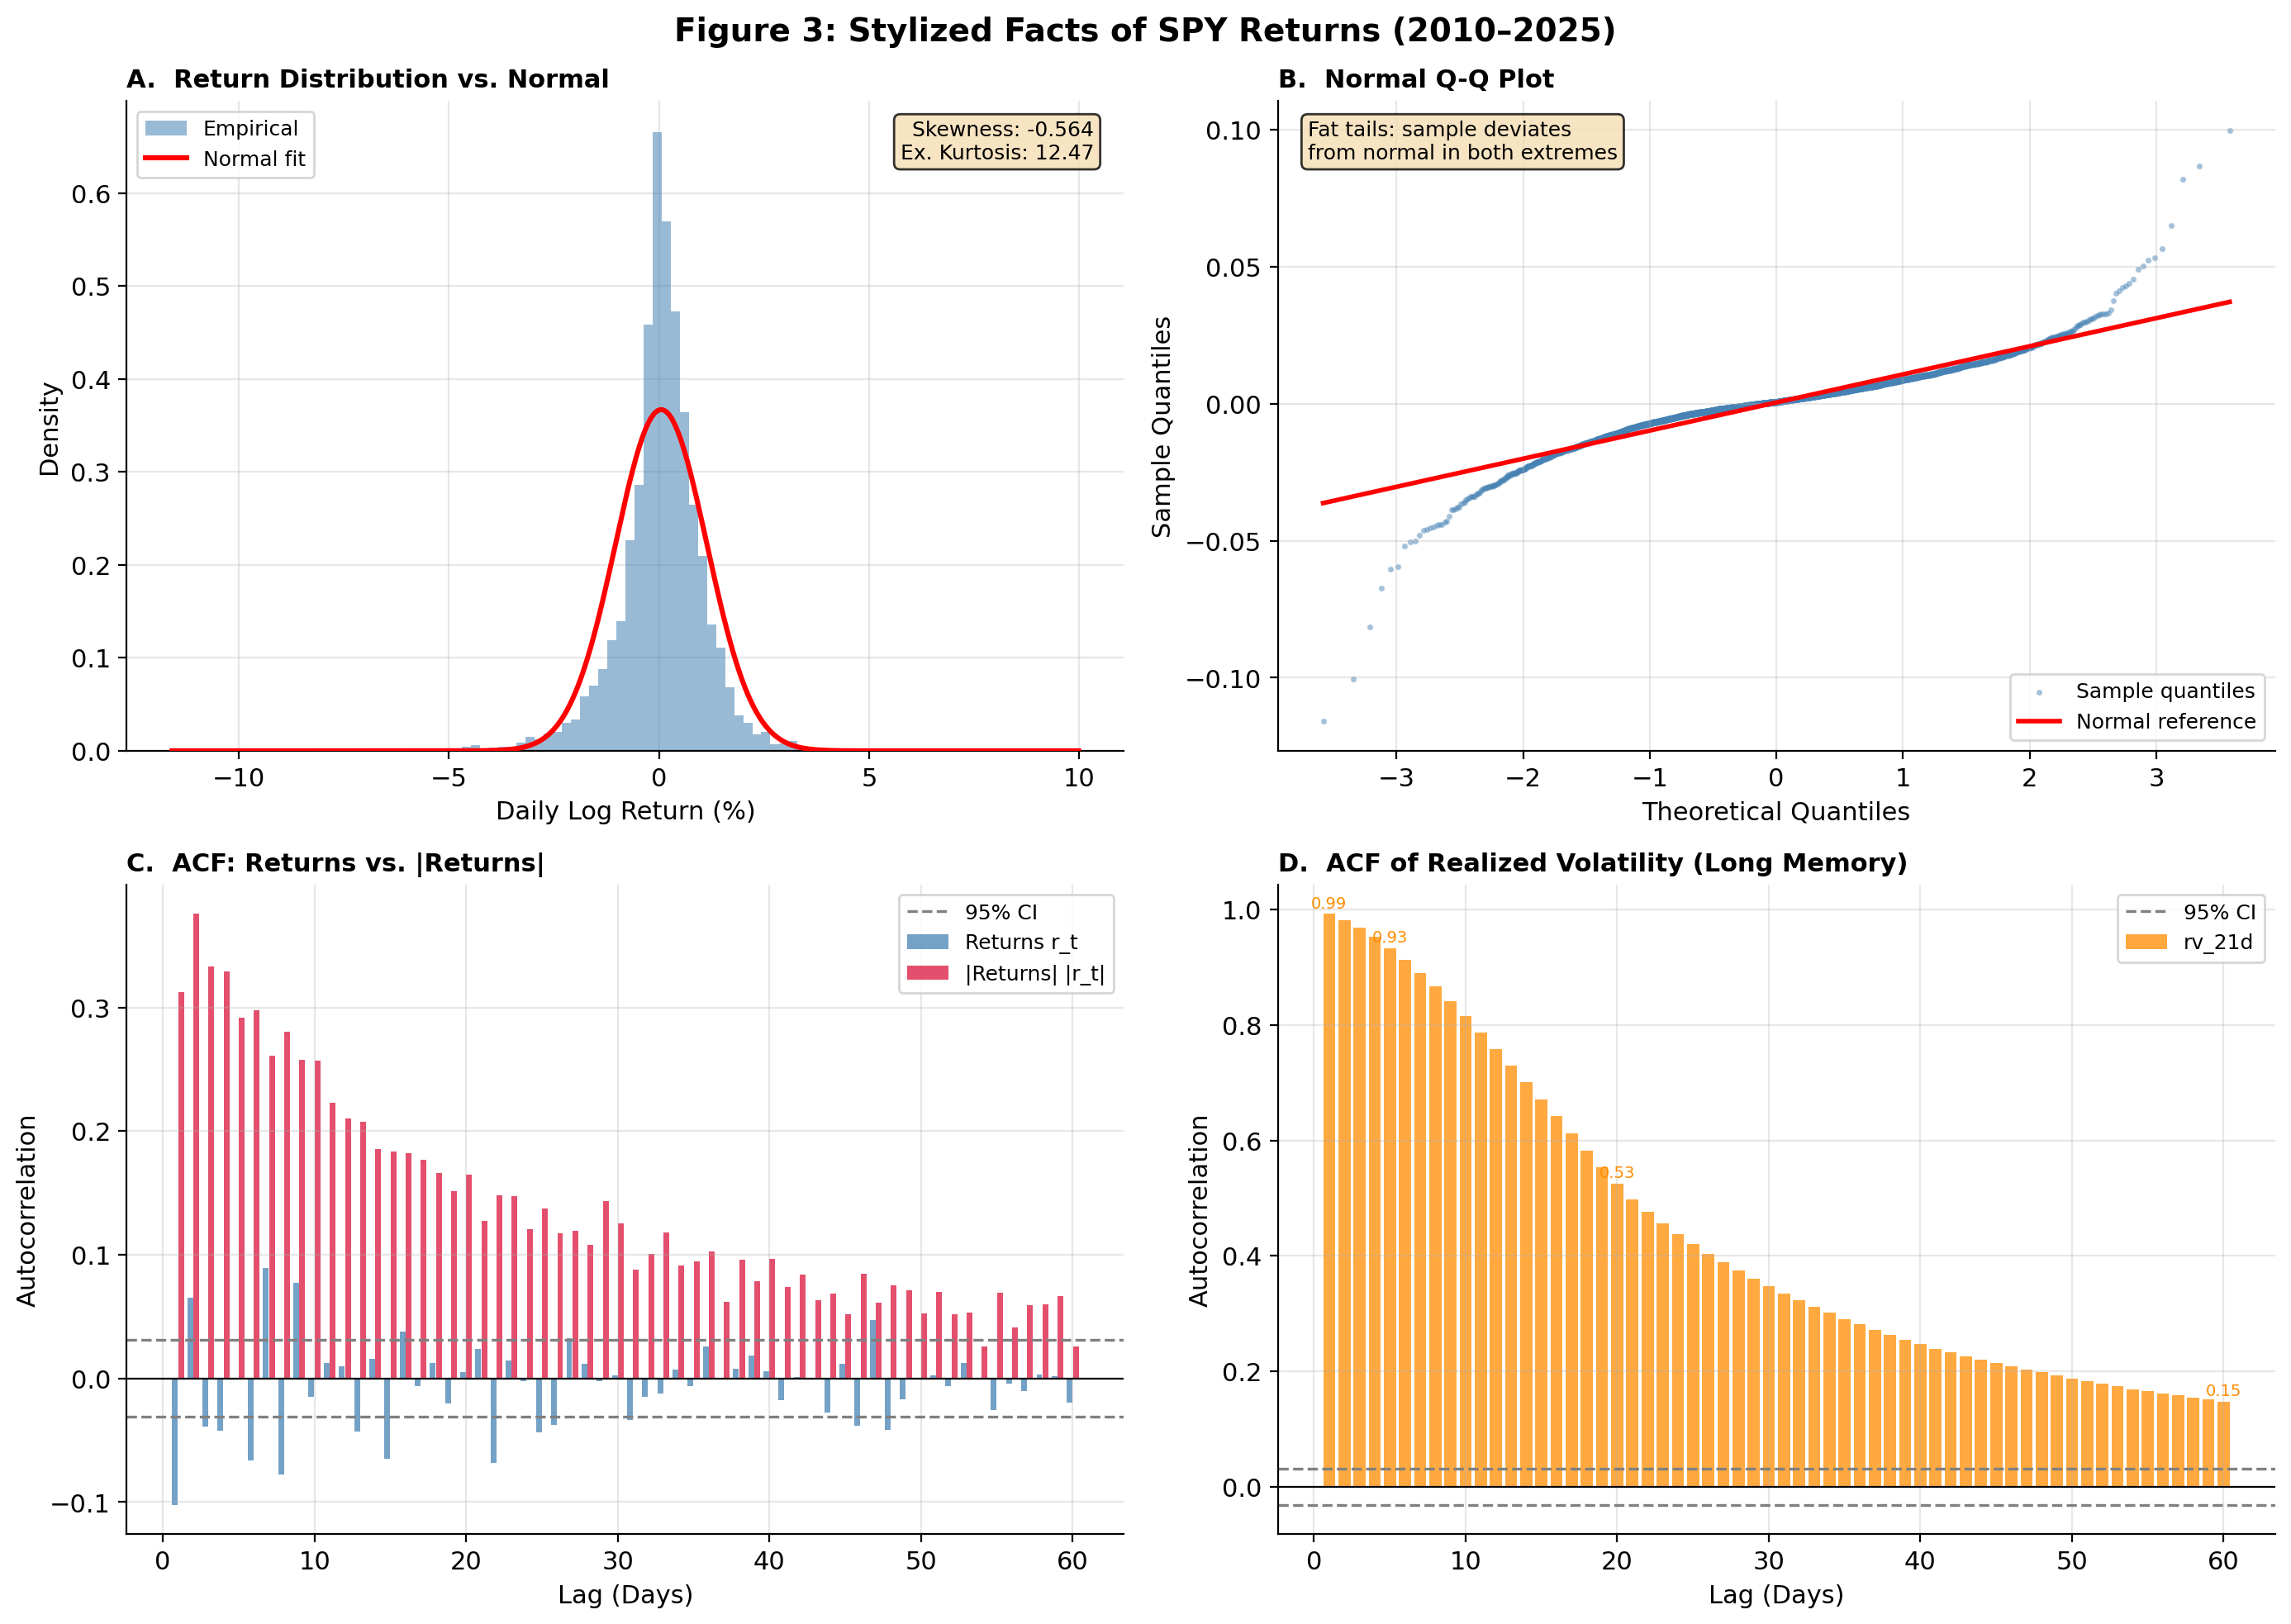 Figure 3: Stylized Facts of SPY Returns (2010–2025)
A.  Return Distribution vs. Normal
Empirical
Normal fit
Skewness: -0.564
Ex. Kurtosis: 12.47
Density
0.6
0.5
0.4
0.3
0.2
0.1
0.0
−10
−5
0
5
10
Daily Log Return (%)
B.  Normal Q-Q Plot
Fat tails: sample deviates
from normal in both extremes
Sample Quantiles
0.10
0.05
0.00
−0.05
−0.10
Sample quantiles
Normal reference
−3
−2
−1
0
1
2
3
Theoretical Quantiles
C.  ACF: Returns vs. |Returns|
95% CI
Returns r_t
|Returns| |r_t|
Autocorrelation
0.3
0.2
0.1
0.0
−0.1
0
10
20
30
40
50
60
Lag (Days)
D.  ACF of Realized Volatility (Long Memory)
95% CI
rv_21d
0.99
0.93
0.53
0.15
Autocorrelation
1.0
0.8
0.6
0.4
0.2
0.0
0
10
20
30
40
50
60
Lag (Days)